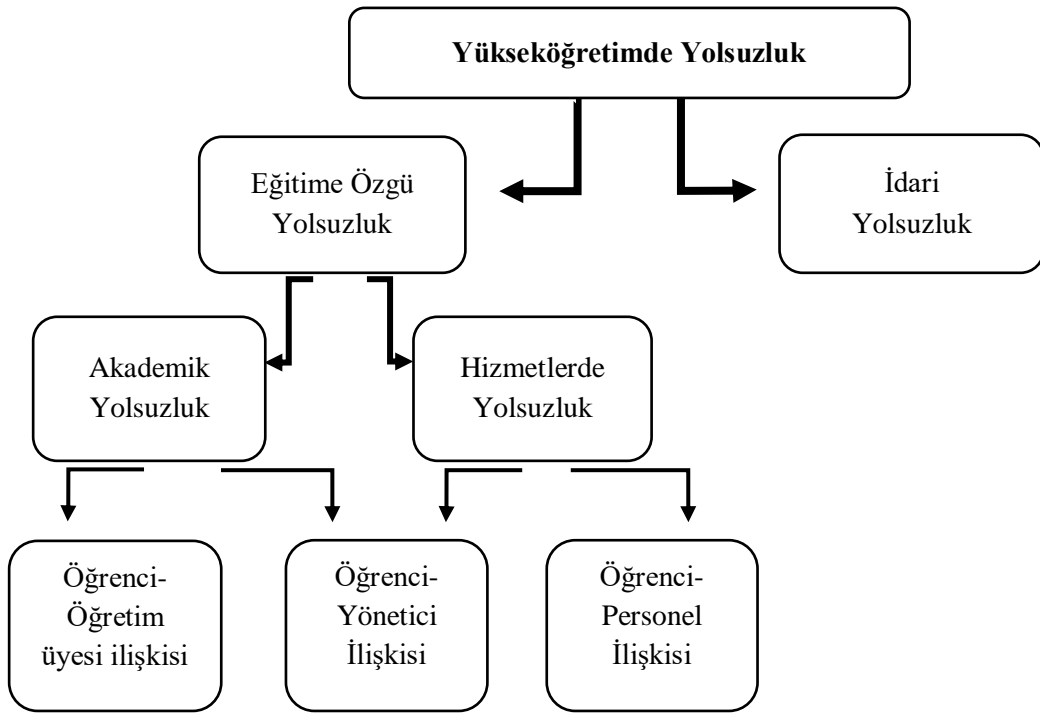 Yükseköğretimde Yolsuzluk
Eğitime Özgü
Yolsuzluk
İdari
Yolsuzluk
Akademik
Yolsuzluk
Hizmetlerde
Yolsuzluk
Öğrenci-
Öğretim
üyesi ilişkisi
Öğrenci-
Yönetici
İlişkisi
Öğrenci-
Personel
İlişkisi